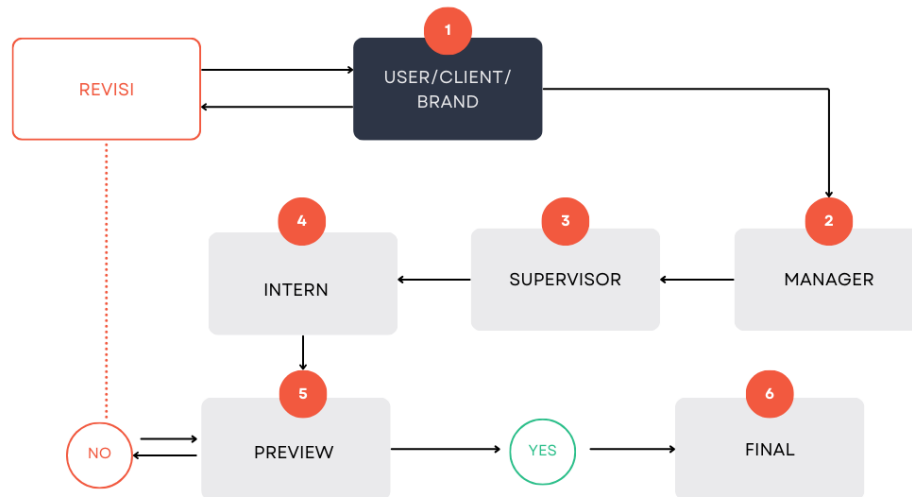 1
REVISI
USER/CLIENT/
BRAND
4
3
2
INTERN
SUPERVISOR
MANAGER
5
6
NO
PREVIEW
YES
FINAL